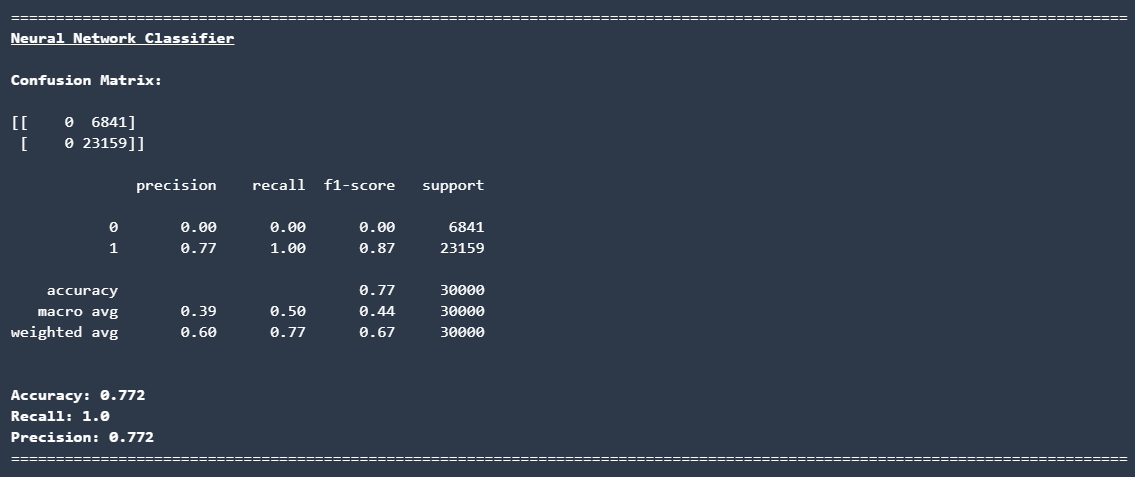 =============================================================================================================================
Neural Network Classifier
Confusion Matrix:
[[    0  6841]
 [    0 23159]]
              precision    recall  f1-score   support
           0       0.00      0.00      0.00      6841
           1       0.77      1.00      0.87     23159
    accuracy                           0.77     30000
   macro avg       0.39      0.50      0.44     30000
weighted avg       0.60      0.77      0.67     30000
Accuracy: 0.772
Recall: 1.0
Precision: 0.772
=============================================================================================================================